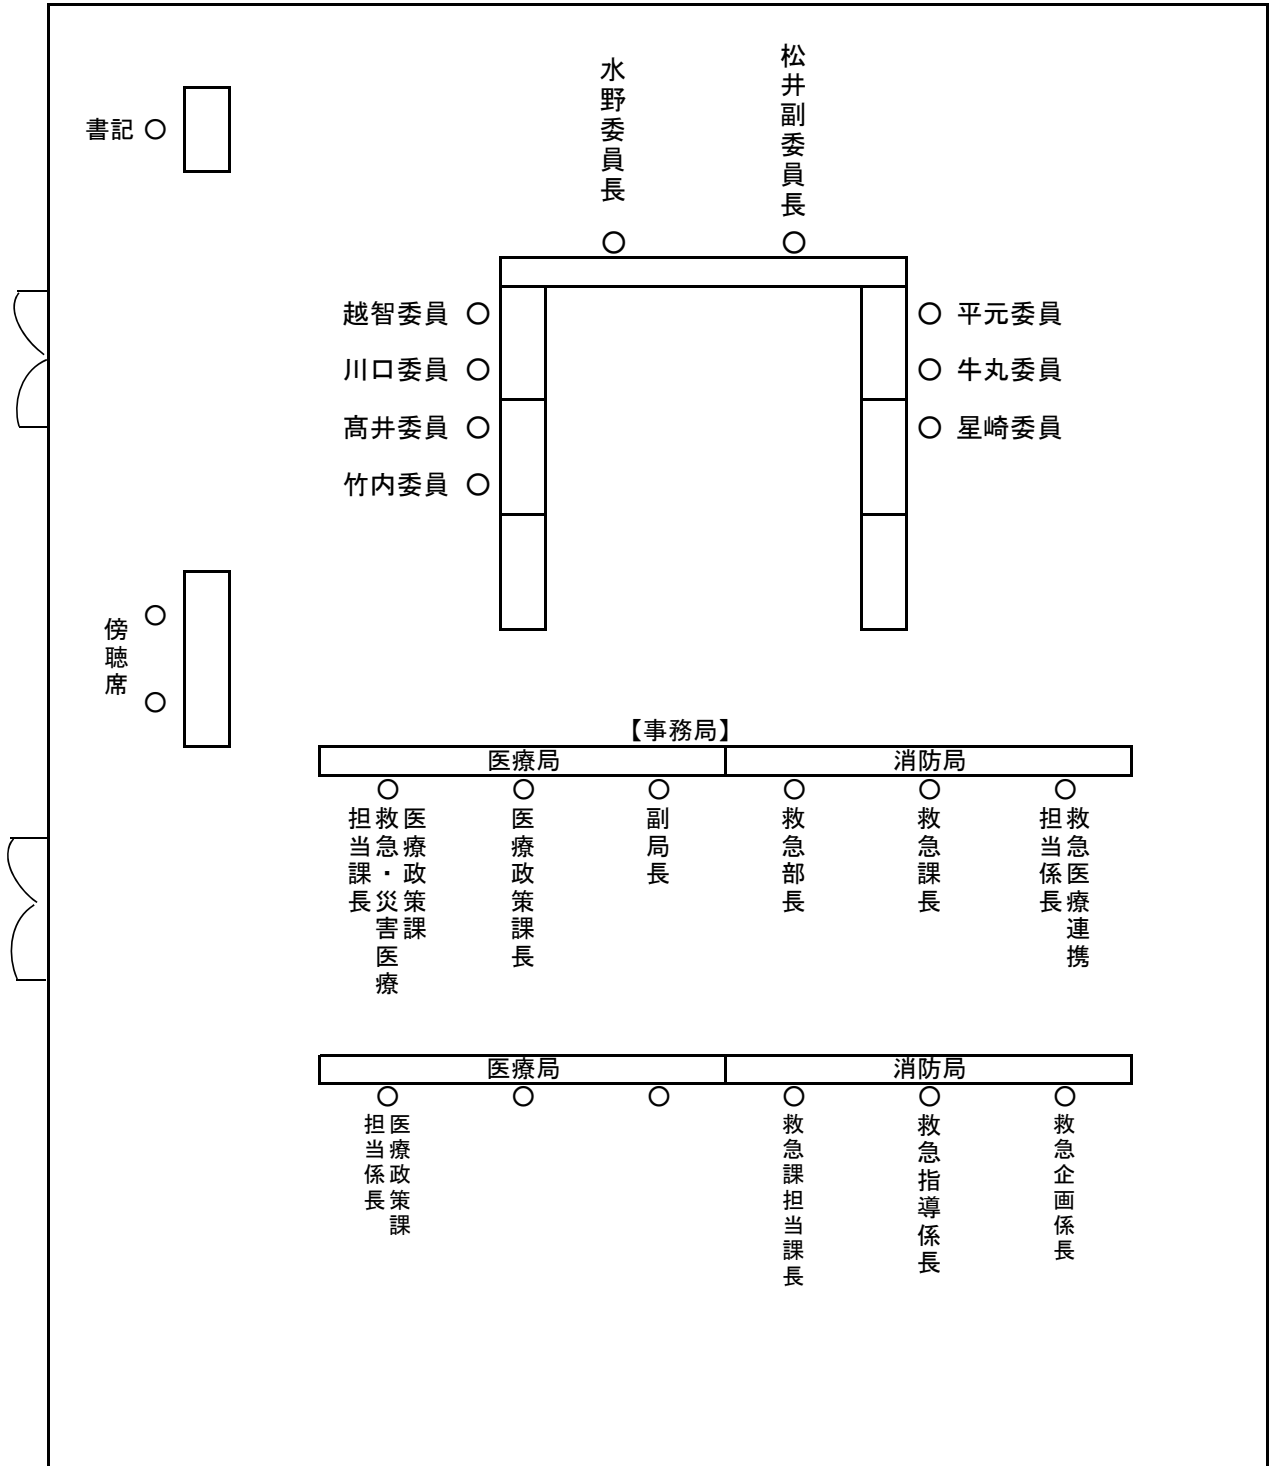 水野委員長
松井副委員長
書記
越智委員
平元委員
川口委員
牛丸委員
髙井委員
星崎委員
竹内委員
傍聴席
【事務局】
医療局
消防局
医療政策課
救急・災害医療
担当課長
医療政策課長
副局長
救急部長
救急課長
救急医療連携
担当係長
医療局
消防局
医療政策課
担当係長
救急課担当課長
救急指導係長
救急企画係長